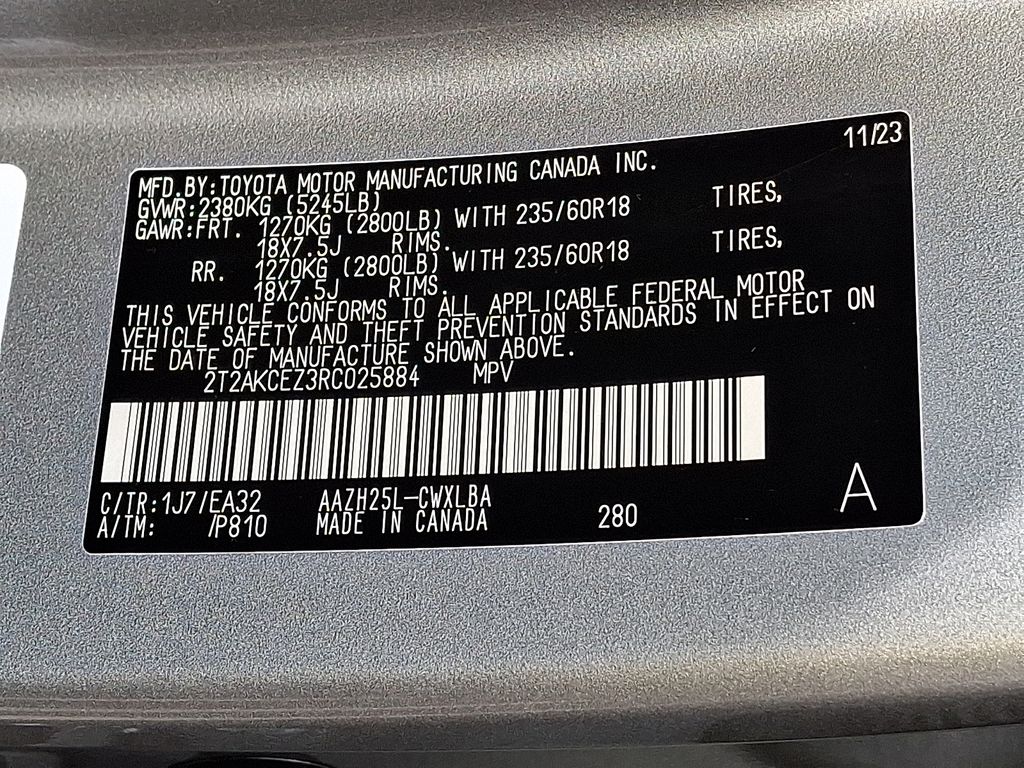 11/23
MFD.BY:TOYOTA MOTOR MANUFACTURING CANADA INC.
GVWR:2380KG (5245LB)
GAWR:FRT. 1270KG (2800LB) WITH 235/60R18 TIRES,
18X7.5J RIMS.
RR. 1270KG (2800LB) WITH 235/60R18 TIRES,
18X7.5J RIMS.
THIS VEHICLE CONFORMS TO ALL APPLICABLE FEDERAL MOTOR
VEHICLE SAFETY AND THEFT PREVENTION STANDARDS IN EFFECT ON
THE DATE OF MANUFACTURE SHOWN ABOVE.
2T2AKCEZ3RC025884 MPV
C/TR:1J7/EA32 AAZH25L-CWXLBA
A/TM: /P810 MADE IN CANADA 280 A